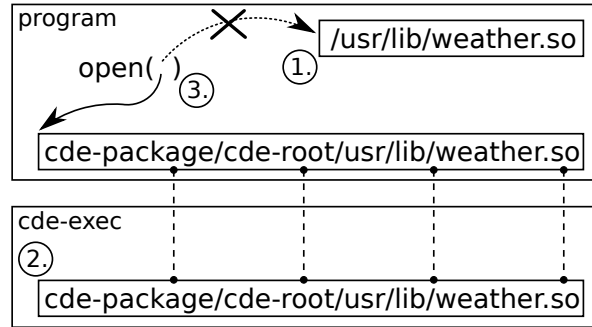 program
/usr/lib/weather.so
1.
open( )
3.
cde-package/cde-root/usr/lib/weather.so
cde-exec
2.
cde-package/cde-root/usr/lib/weather.so